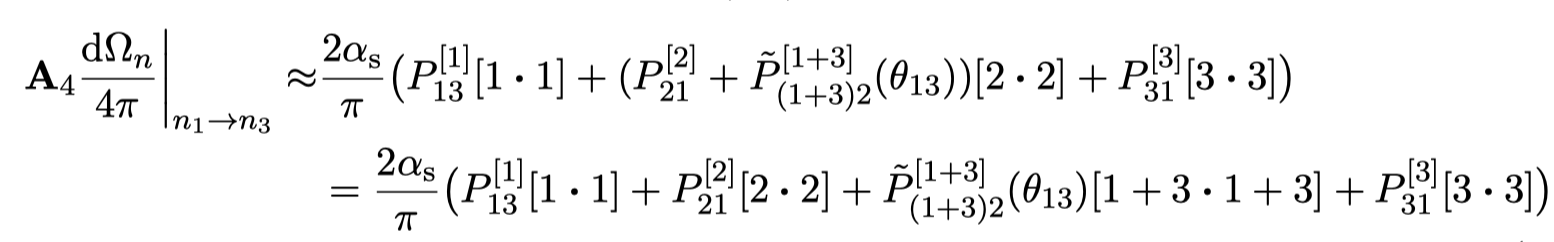 $\mathbf{A}_4 \frac{\mathrm{d}\Omega_n}{4\pi} \Big|_{n_1 \to n_3} \approx \frac{2\alpha_\mathrm{s}}{\pi} \big( P_{13}^{[1]} [1 \cdot 1] + (P_{21}^{[2]} + \tilde{P}_{(1+3)2}^{[1+3]}(\theta_{13}))[2 \cdot 2] + P_{31}^{[3]} [3 \cdot 3] \big)$
$= \frac{2\alpha_\mathrm{s}}{\pi} \big( P_{13}^{[1]} [1 \cdot 1] + P_{21}^{[2]} [2 \cdot 2] + \tilde{P}_{(1+3)2}^{[1+3]}(\theta_{13})[1 + 3 \cdot 1 + 3] + P_{31}^{[3]} [3 \cdot 3] \big)$